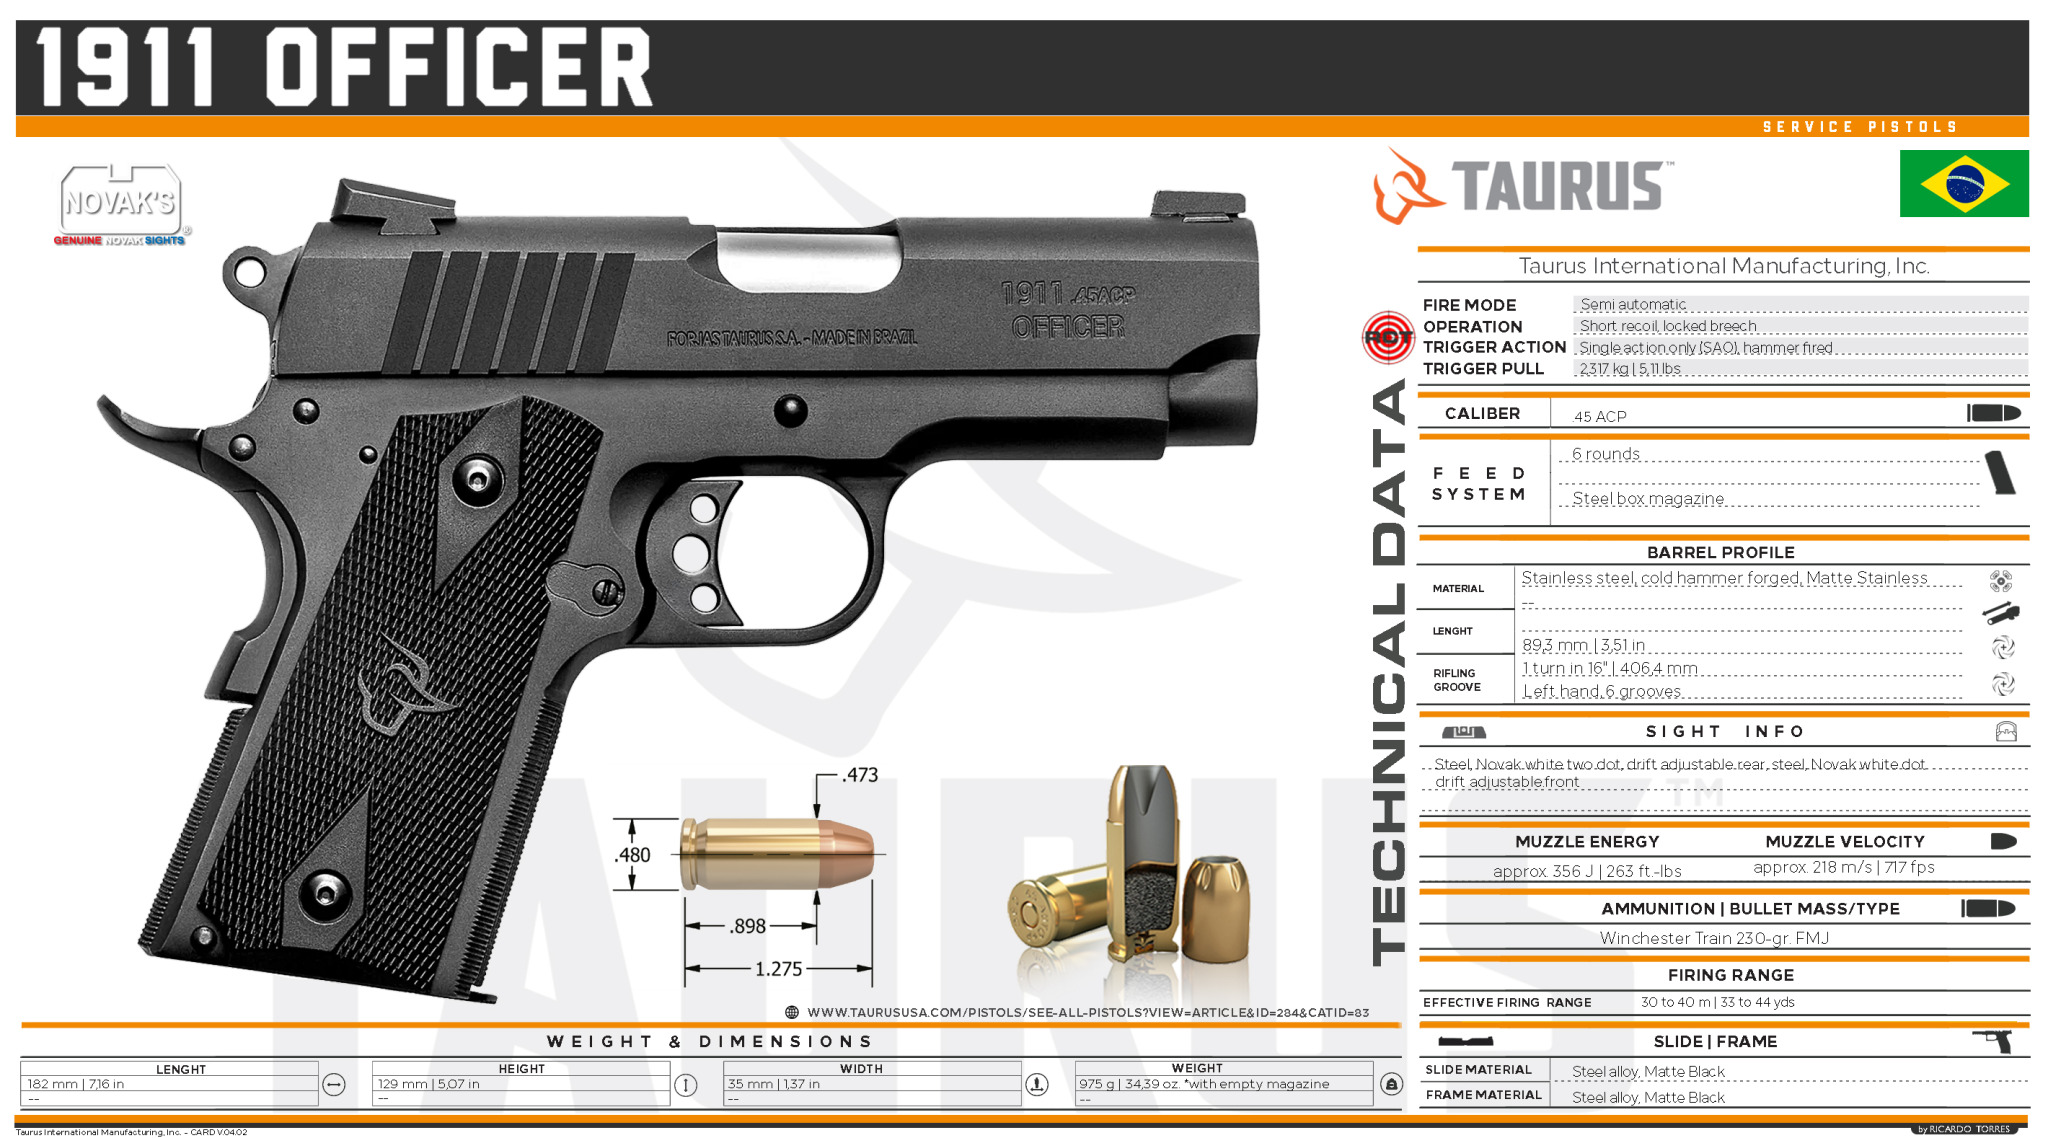 1911 OFFICER
SERVICE PISTOLS
NOVAK'S
®
GENUINE NOVAK SIGHTS
TAURUS™
Taurus International Manufacturing, Inc.
1911 .45ACP
OFFICER
FORJAS TAURUS S.A. - MADE IN BRAZIL
RDT
TECHNICAL DATA
FIRE MODE Semi automatic
OPERATION Short recoil, locked breech
TRIGGER ACTION Single action only (SAO), hammer fired
TRIGGER PULL 2,317 kg | 5,11 lbs
CALIBER .45 ACP
FEED SYSTEM
6 rounds
Steel box magazine
BARREL PROFILE
MATERIAL Stainless steel, cold hammer forged, Matte Stainless
--
LENGHT
89,3 mm | 3,51 in
RIFLING GROOVE
1 turn in 16" | 406,4 mm
Left hand, 6 grooves
SIGHT INFO
Steel, Novak white two dot, drift adjustable rear, steel, Novak white dot
drift adjustable front
TAURUS™
MUZZLE ENERGY MUZZLE VELOCITY
approx. 356 J | 263 ft.-lbs approx. 218 m/s | 717 fps
AMMUNITION | BULLET MASS/TYPE
Winchester Train 230-gr. FMJ
FIRING RANGE
EFFECTIVE FIRING RANGE 30 to 40 m | 33 to 44 yds
SLIDE | FRAME
SLIDE MATERIAL Steel alloy, Matte Black
FRAME MATERIAL Steel alloy, Matte Black
.473
.480
.898
1.275
WWW.TAURUSUSA.COM/PISTOLS/SEE-ALL-PISTOLS?VIEW=ARTICLE&ID=284&CATID=83
WEIGHT & DIMENSIONS
LENGHT HEIGHT WIDTH WEIGHT
182 mm | 7,16 in 129 mm | 5,07 in 35 mm | 1,37 in 975 g | 34,39 oz. *with empty magazine
-- -- -- --
Taurus International Manufacturing, Inc. - CARD V.04.02
by RICARDO TORRES